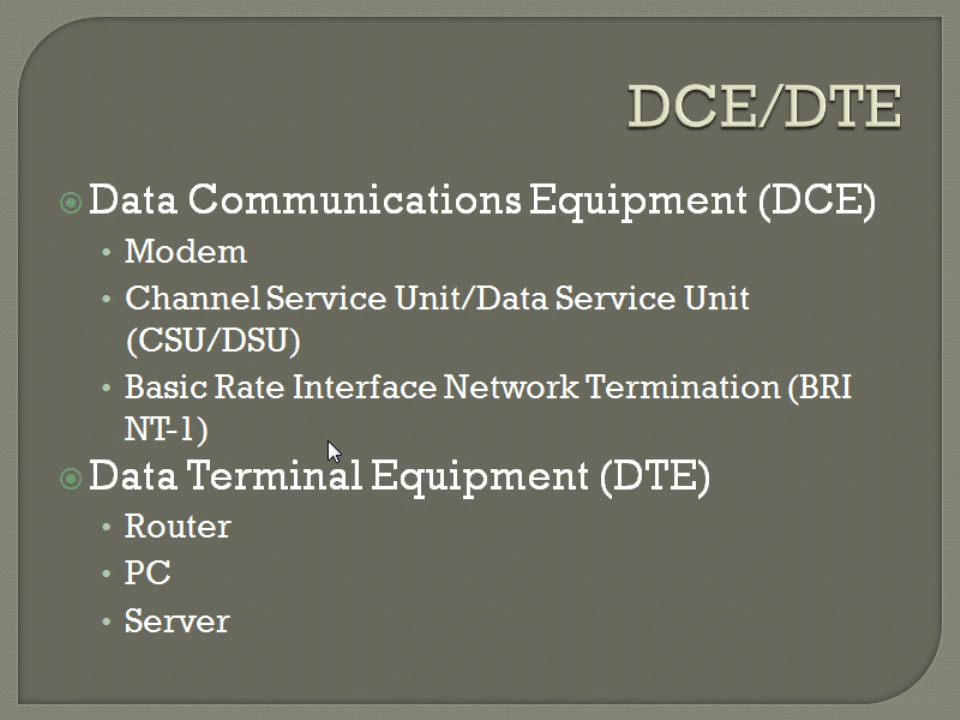 DCE/DTE
Data Communications Equipment (DCE)
Modem
Channel Service Unit/Data Service Unit
(CSU/DSU)
Basic Rate Interface Network Termination (BRI
NT-1)
Data Terminal Equipment (DTE)
Router
PC
Server